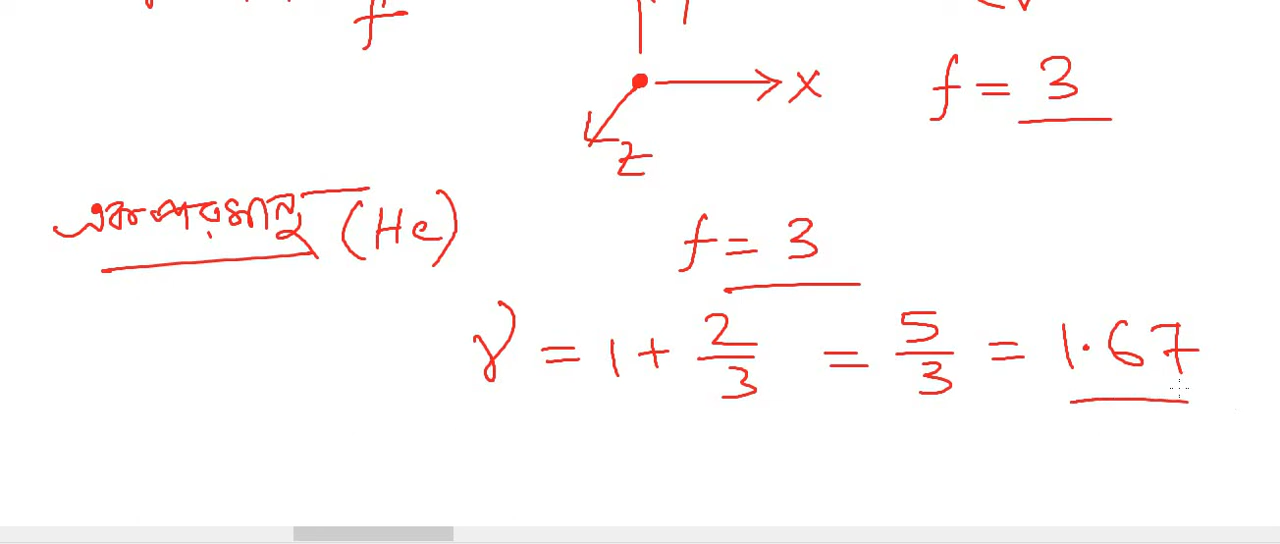 f
X
f = 3
Z
একপরমানু (He)
f = 3
γ = 1 + 2/3 = 5/3 = 1.67